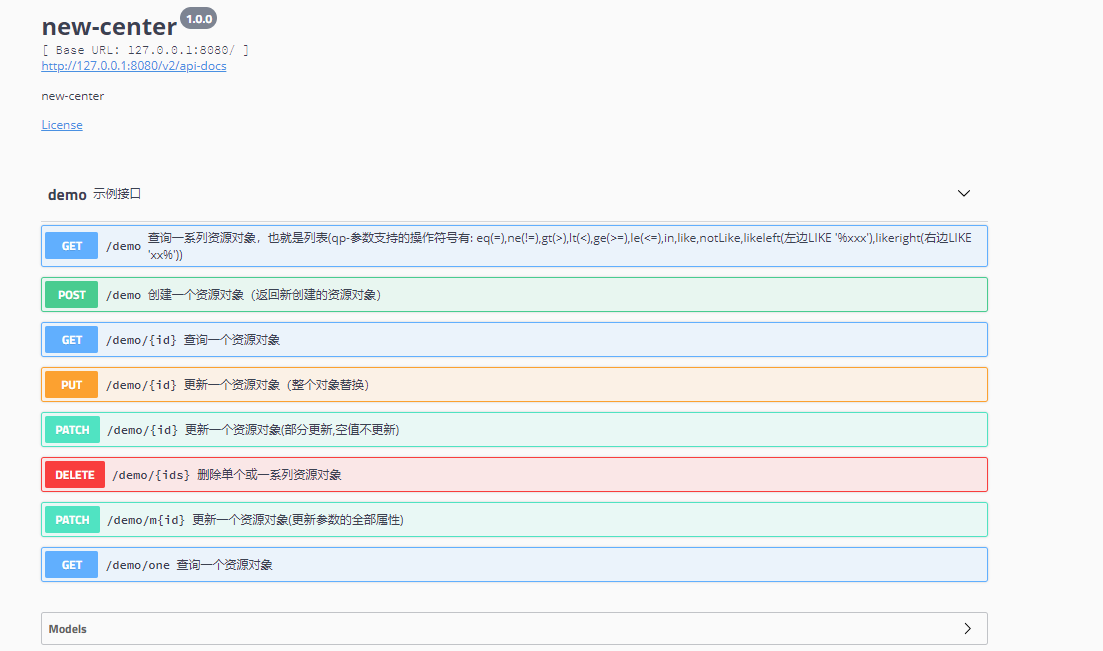 new-center 1.0.0
[ Base URL: 127.0.0.1:8080/ ]
http://127.0.0.1:8080/v2/api-docs
new-center
License
demo 示例接口
GET /demo 查询一系列资源对象，也就是列表(qp-参数支持的操作符号有: eq(=),ne(!=),gt(>),lt(<),ge(>=),le(<=),in,like,notLike,likeleft(左边LIKE '%xxx'),likeright(右边LIKE
'xx%'))
POST /demo 创建一个资源对象（返回新创建的资源对象）
GET /demo/{id} 查询一个资源对象
PUT /demo/{id} 更新一个资源对象（整个对象替换）
PATCH /demo/{id} 更新一个资源对象(部分更新,空值不更新)
DELETE /demo/{ids} 删除单个或一系列资源对象
PATCH /demo/m{id} 更新一个资源对象(更新参数的全部属性)
GET /demo/one 查询一个资源对象
Models